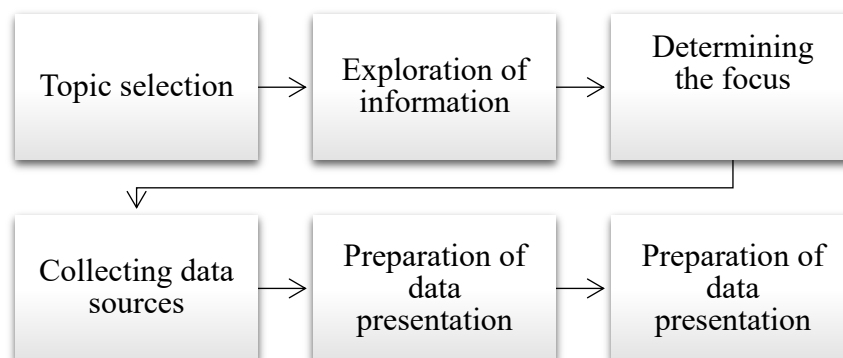 Topic selection
Exploration of
information
Determining
the focus
Collecting data
sources
Preparation of
data
presentation
Preparation of
data
presentation